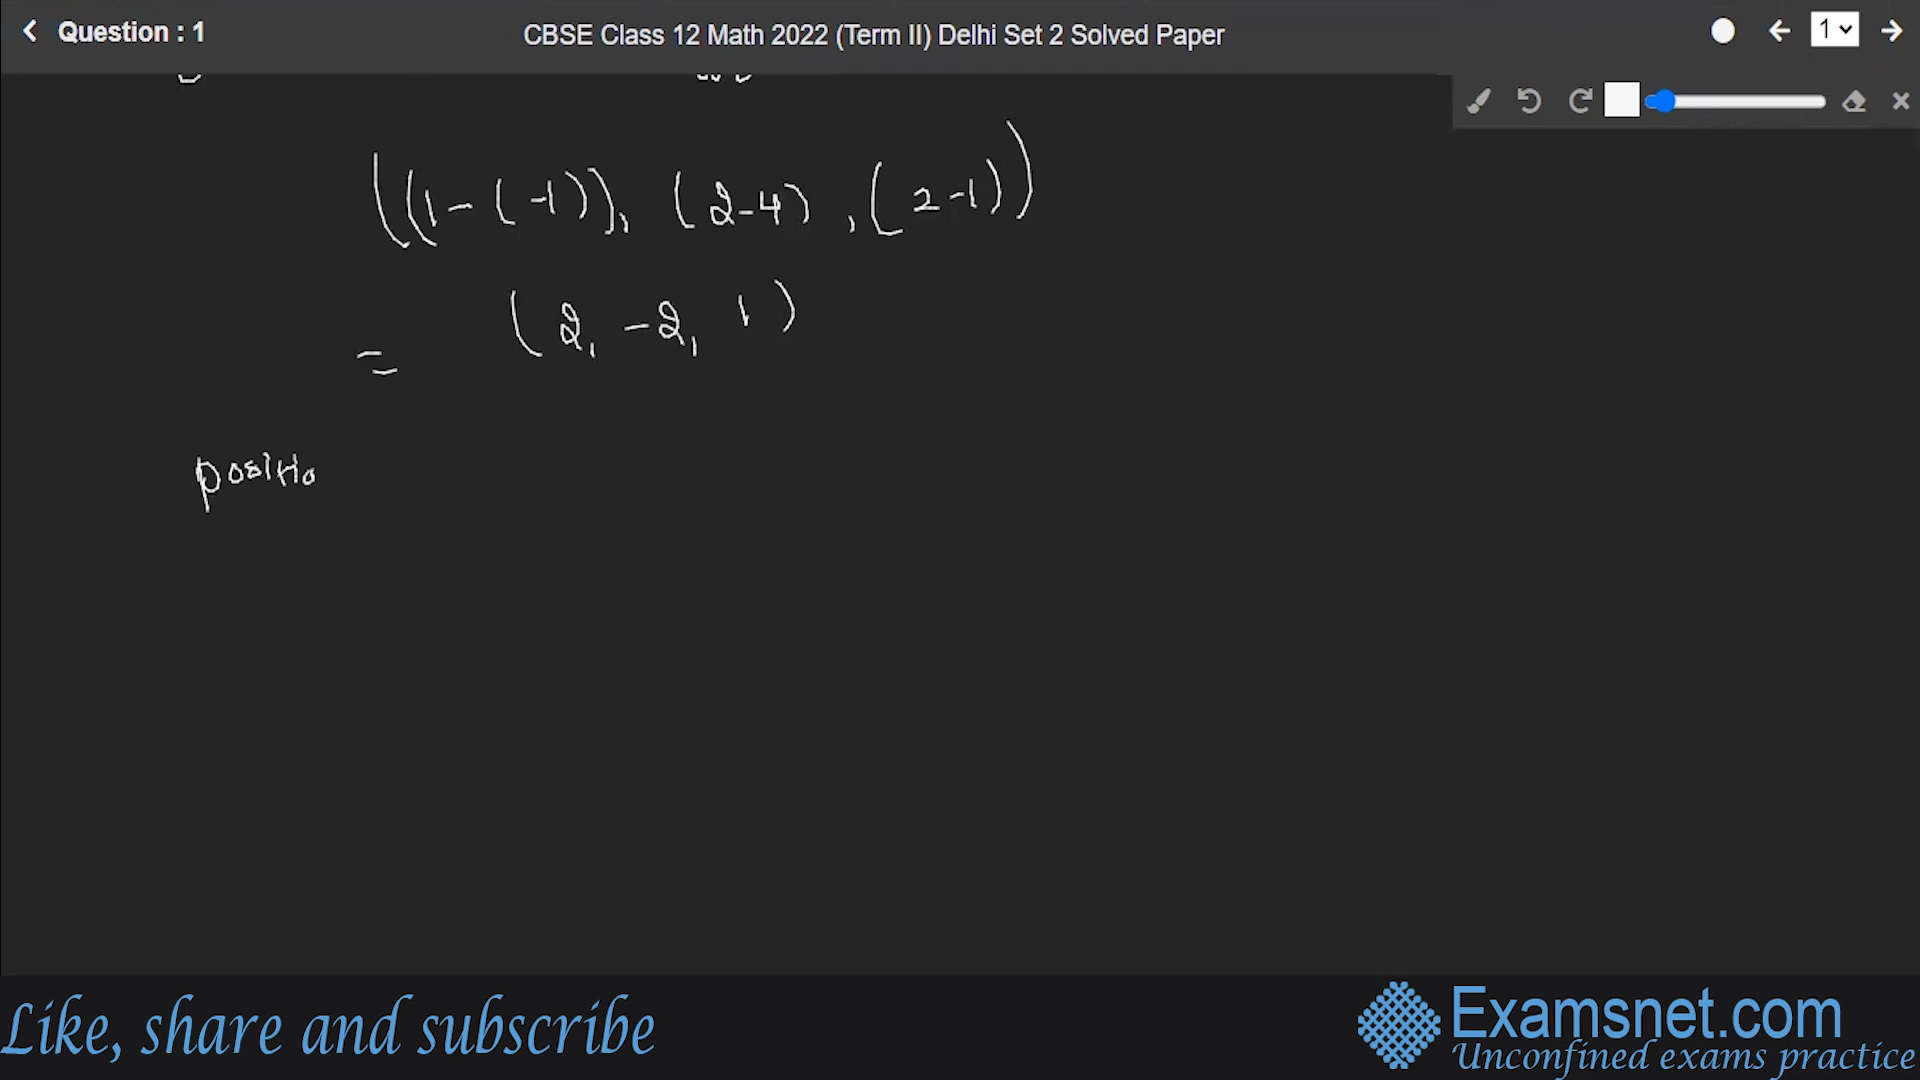 Question : 1
CBSE Class 12 Math 2022 (Term II) Delhi Set 2 Solved Paper
1
((1-(-1)), (2-4), (2-1))
= (2, -2, 1)
positio
Like, share and subscribe
Examsnet.com
Unconfined exams practice